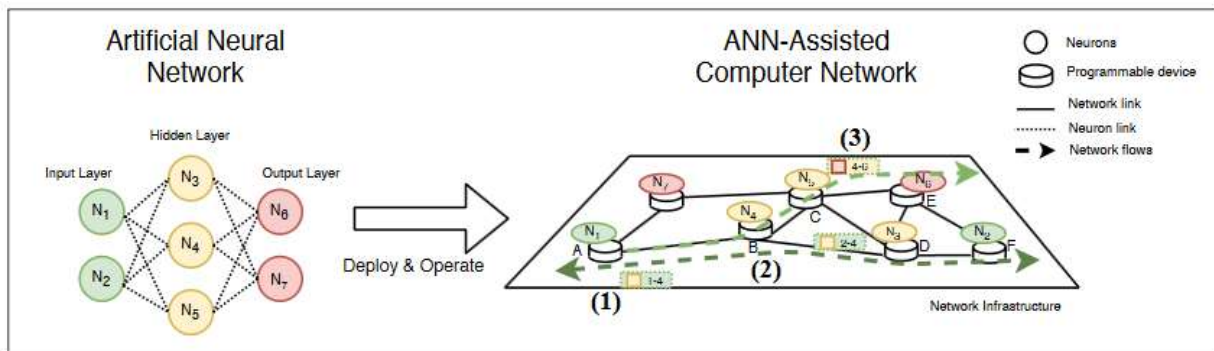 Artificial Neural
Network
ANN-Assisted
Computer Network
Neurons
Programmable device
Network link
Neuron link
Network flows
Hidden Layer
Input Layer
Output Layer
N3
N1
N6
N4
N2
N7
N5
Deploy & Operate
(3)
4-6
N7
N5
N6
E
N4
C
N1
A
B
2-4
N3
D
N2
F
(2)
1-4
(1)
Network Infrastructure